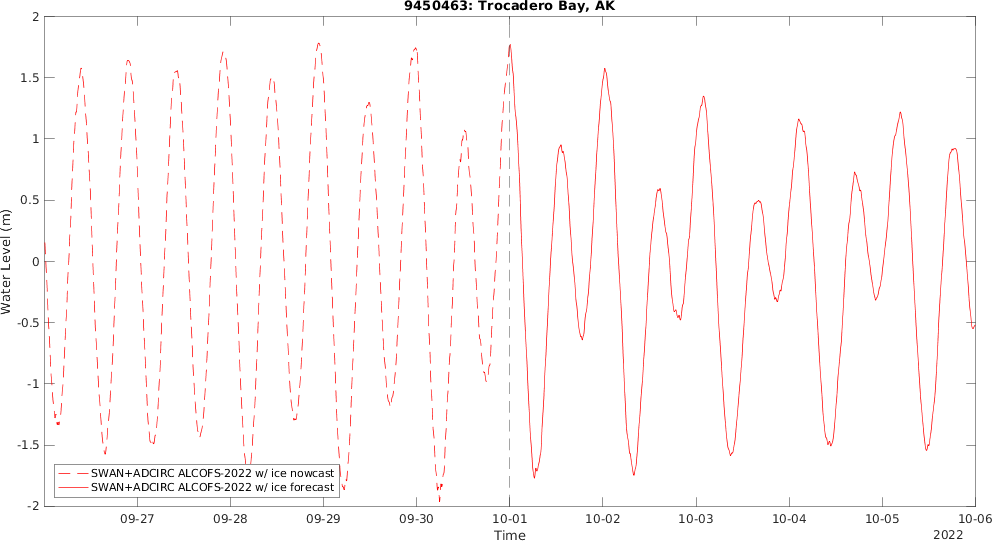 9450463: Trocadero Bay, AK
2
1.5
1
0.5
0
-0.5
-1
-1.5
-2
Water Level (m)
SWAN+ADCIRC ALCOFS-2022 w/ ice nowcast
SWAN+ADCIRC ALCOFS-2022 w/ ice forecast
09-27 09-28 09-29 09-30 10-01 10-02 10-03 10-04 10-05 10-06
Time
2022